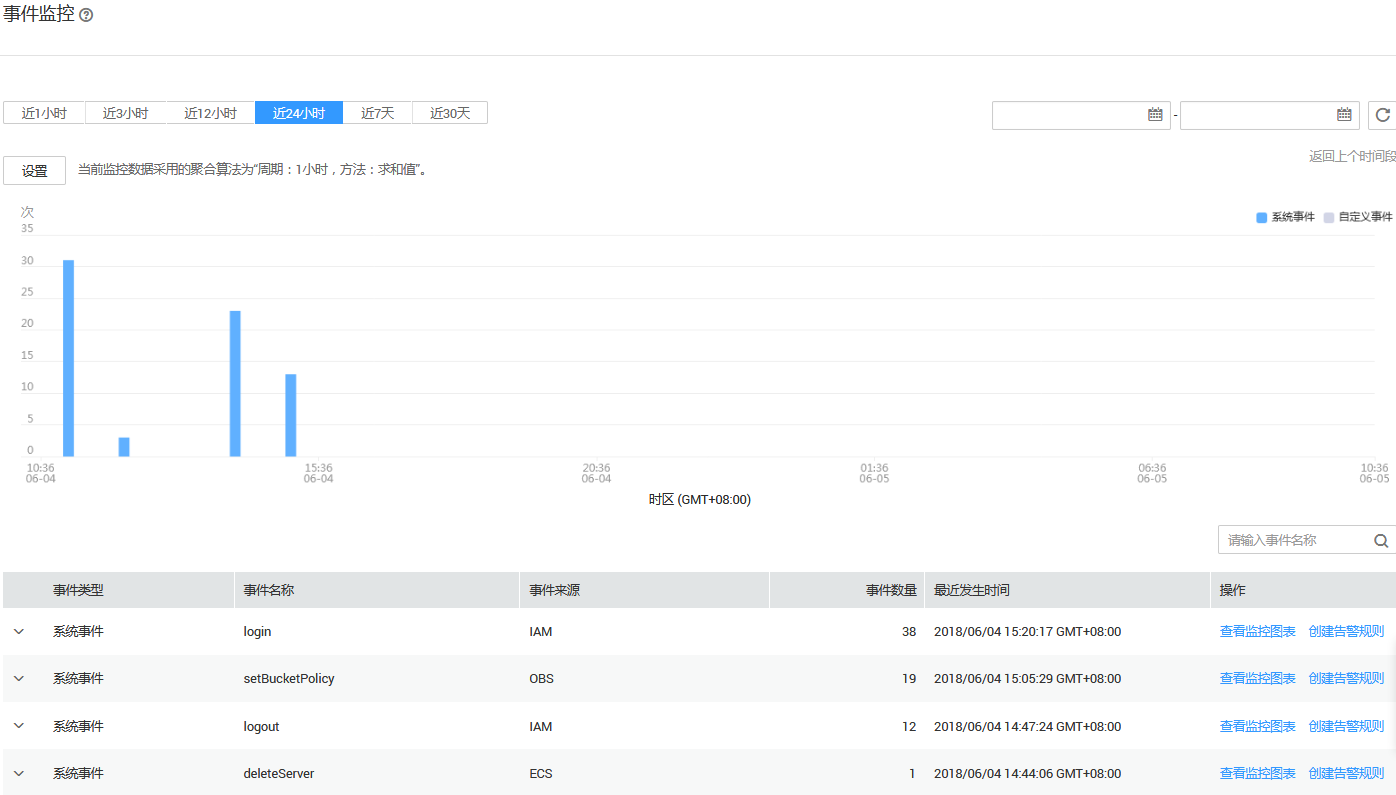 事件监控
近1小时 近3小时 近12小时 近24小时 近7天 近30天
-
返回上个时间段
设置 当前监控数据采用的聚合算法为“周期：1小时，方法：求和值”。
次
系统事件 自定义事件
35
30
25
20
15
10
5
0
10:36 15:36 20:36 01:36 06:36 10:36
06-04 06-04 06-04 06-05 06-05 06-05
时区 (GMT+08:00)
请输入事件名称
事件类型 事件名称 事件来源 事件数量 最近发生时间 操作
系统事件 login IAM 38 2018/06/04 15:20:17 GMT+08:00 查看监控图表 创建告警规则
系统事件 setBucketPolicy OBS 19 2018/06/04 15:05:29 GMT+08:00 查看监控图表 创建告警规则
系统事件 logout IAM 12 2018/06/04 14:47:24 GMT+08:00 查看监控图表 创建告警规则
系统事件 deleteServer ECS 1 2018/06/04 14:44:06 GMT+08:00 查看监控图表 创建告警规则